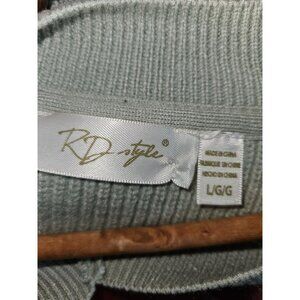 RD style®
MADE IN CHINA
FABRIQUÉ EN CHINE
HECHO EN CHINA
L/G/G